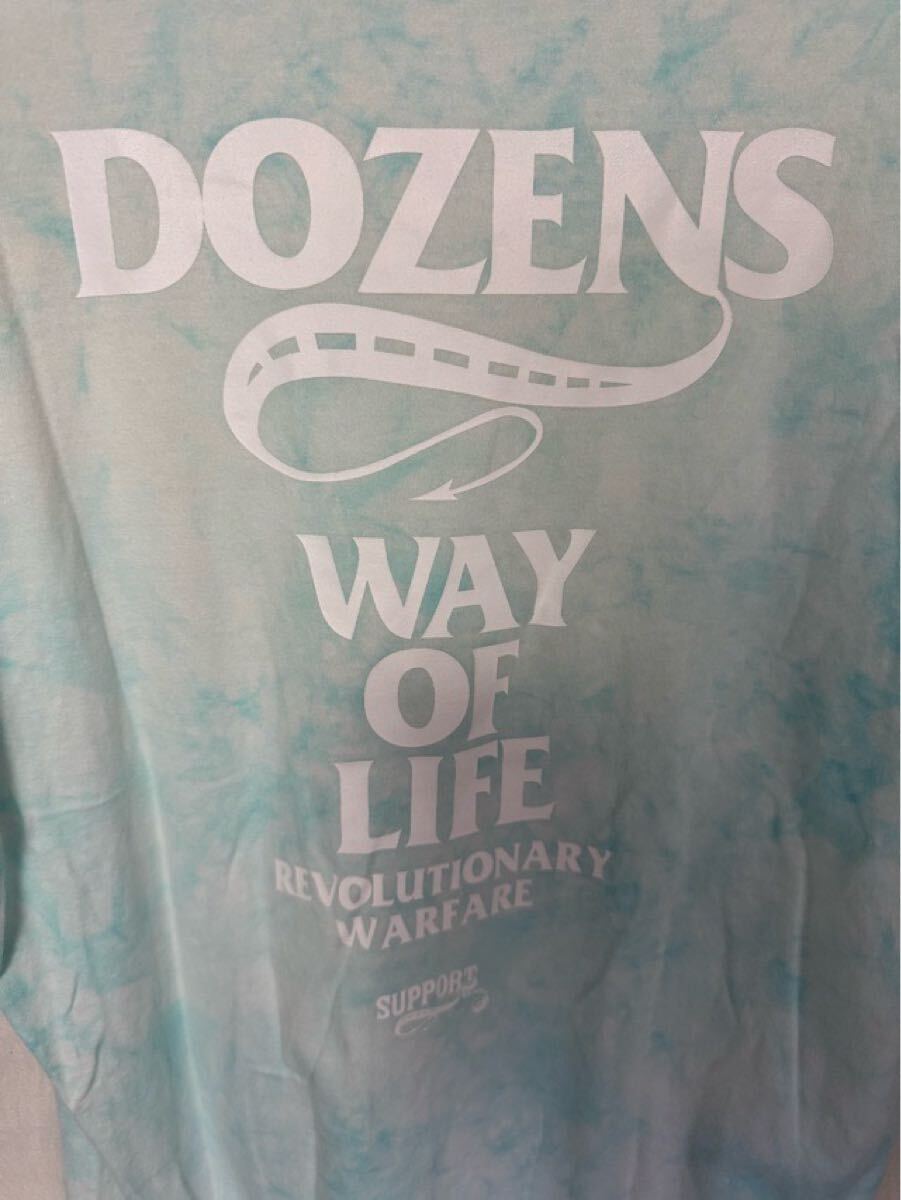 DOZENS
WAY
OF
LIFE
REVOLUTIONARY
WARFARE
SUPPORT